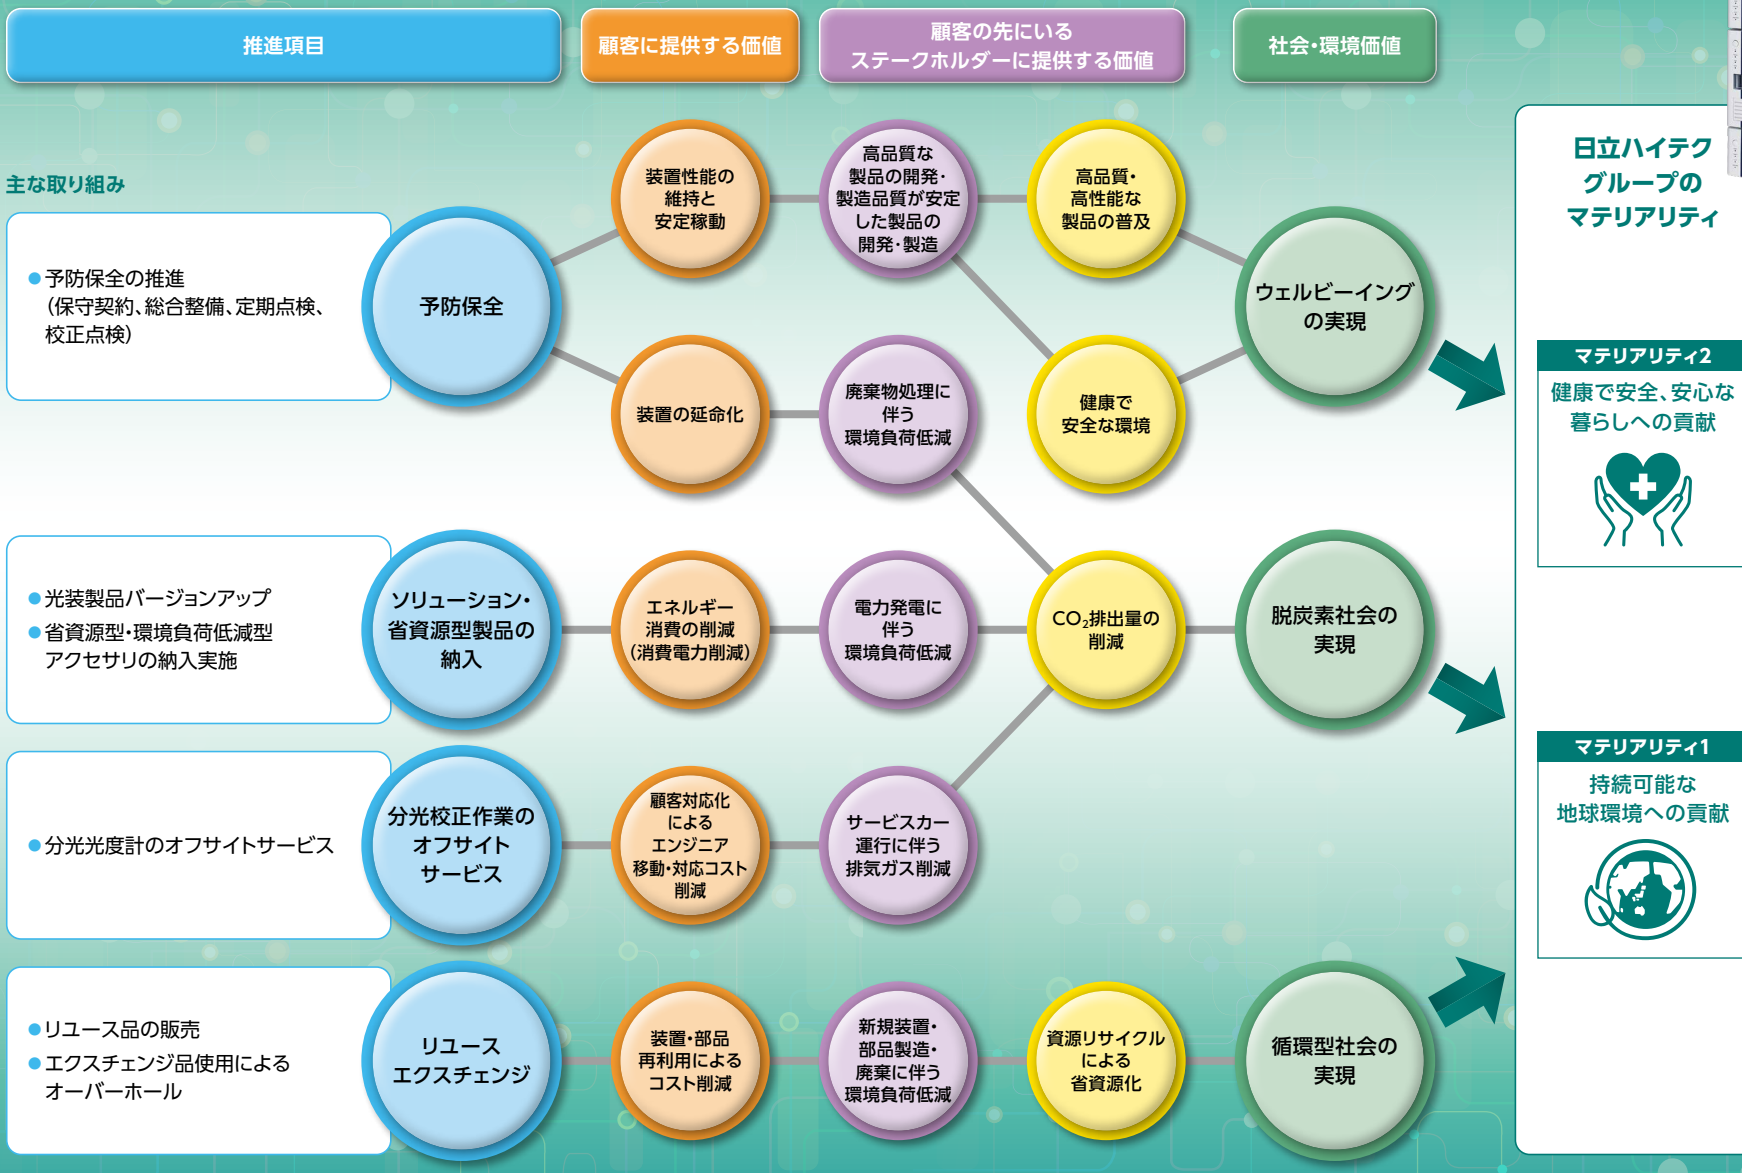 推進項目
顧客に提供する価値
顧客の先にいる
ステークホルダーに提供する価値
社会・環境価値
主な取り組み
●予防保全の推進
(保守契約、総合整備、定期点検、
校正点検)
予防保全
装置性能の
維持と
安定稼動
高品質な
製品の開発・
製造品質が安定
した製品の
開発・製造
高品質・
高性能な
製品の普及
装置の延命化
廃棄物処理に
伴う
環境負荷低減
健康で
安全な環境
ウェルビーイング
の実現
●光装製品バージョンアップ
●省資源型・環境負荷低減型
アクセサリの納入実施
ソリューション・
省資源型製品の
納入
エネルギー
消費の削減
(消費電力削減)
電力発電に
伴う
環境負荷低減
CO₂排出量の
削減
脱炭素社会の
実現
●分光光度計のオフサイトサービス
分光校正作業の
オフサイト
サービス
顧客対応化
による
エンジニア
移動・対応コスト
削減
サービスカー
運行に伴う
排気ガス削減
●リユース品の販売
●エクスチェンジ品使用による
オーバーホール
リユース
エクスチェンジ
装置・部品
再利用による
コスト削減
新規装置・
部品製造・
廃棄に伴う
環境負荷低減
資源リサイクル
による
省資源化
循環型社会の
実現
日立ハイテク
グループの
マテリアリティ
マテリアリティ2
健康で安全、安心な
暮らしへの貢献
マテリアリティ1
持続可能な
地球環境への貢献